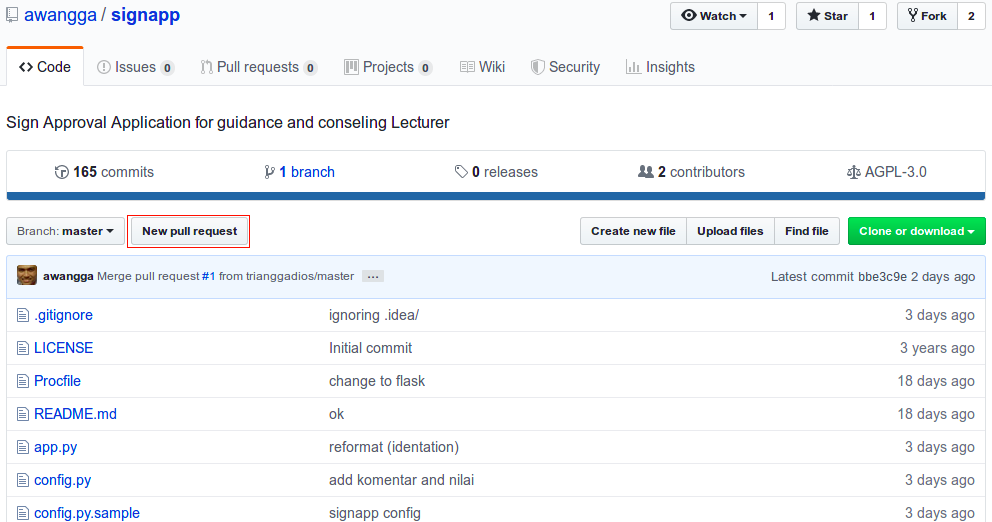 awangga / signapp Watch 1 Star 1 Fork 2
Code Issues 0 Pull requests 0 Projects 0 Wiki Security Insights
Sign Approval Application for guidance and conseling Lecturer
165 commits 1 branch 0 releases 2 contributors AGPL-3.0
Branch: master New pull request Create new file Upload files Find file Clone or download
awangga Merge pull request #1 from trianggadios/master ... Latest commit bbe3c9e 2 days ago
.gitignore ignoring .idea/ 3 days ago
LICENSE Initial commit 3 years ago
Procfile change to flask 18 days ago
README.md ok 18 days ago
app.py reformat (identation) 3 days ago
config.py add komentar and nilai 3 days ago
config.py.sample signapp config 3 days ago